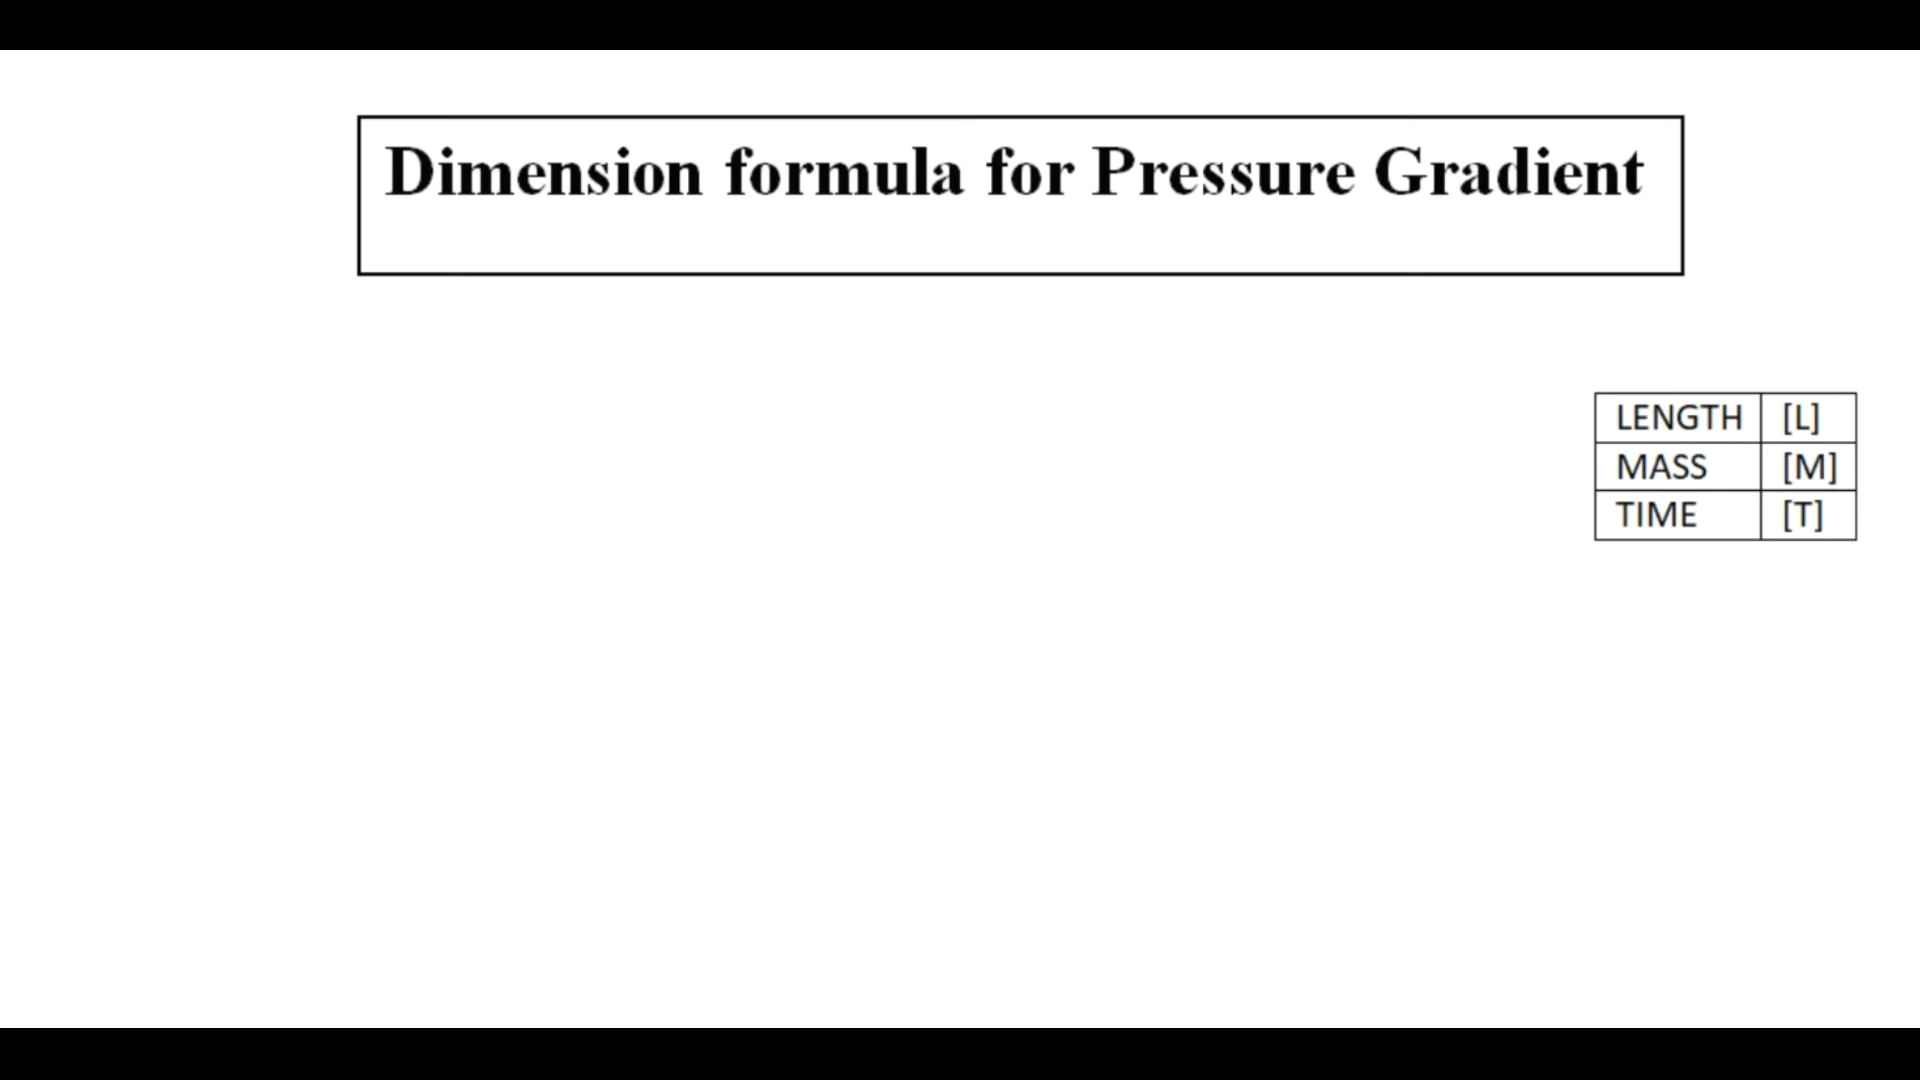 Dimension formula for Pressure Gradient
LENGTH [L]
MASS [M]
TIME [T]